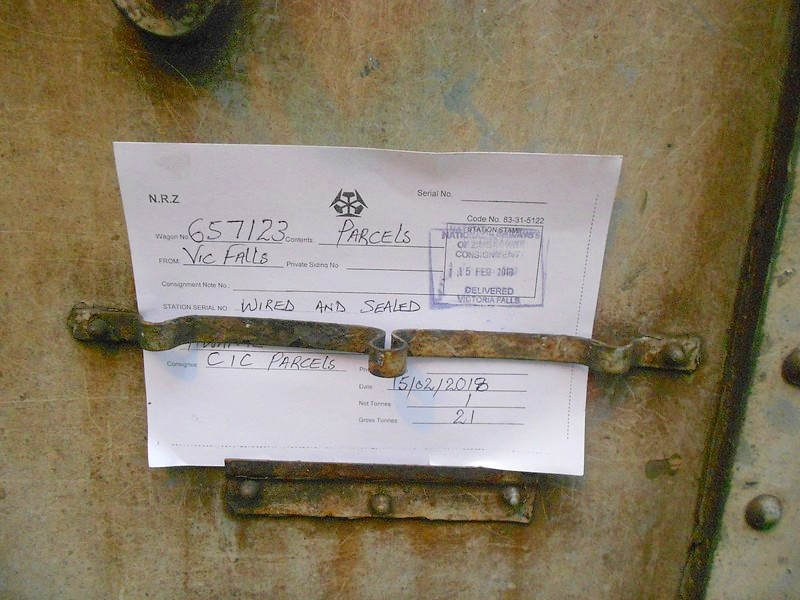 N.R.Z
Serial No.
Code No. 83-31-5122
Wagon No 657123 Contents PARCELS
STATION STAMP
NATIONAL RAILWAYS
OF ZIMBABWE
CONSIGNMENT
15 FEB 2018
DELIVERED
VICTORIA FALLS
FROM: VIC FALLS Private Siding No
Consignment Note No.
STATION SERIAL NO WIRED AND SEALED
Consignee CIC PARCELS
Date 15/02/2018
Net Tonnes 1
Gross Tonnes 21